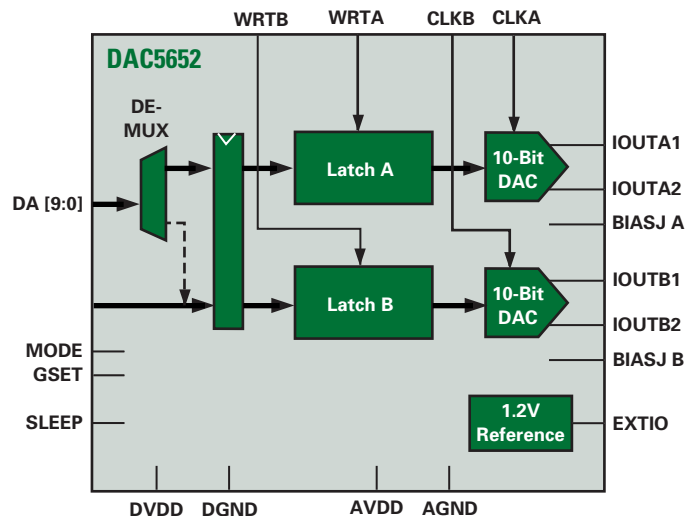 WRTB WRTA CLKB CLKA
DAC5652
DE-
MUX
DA [9:0]
Latch A
10-Bit
DAC
IOUTA1
IOUTA2
BIASJ A
Latch B
10-Bit
DAC
IOUTB1
IOUTB2
BIASJ B
MODE
GSET
SLEEP
1.2V
Reference
EXTIO
DVDD DGND AVDD AGND